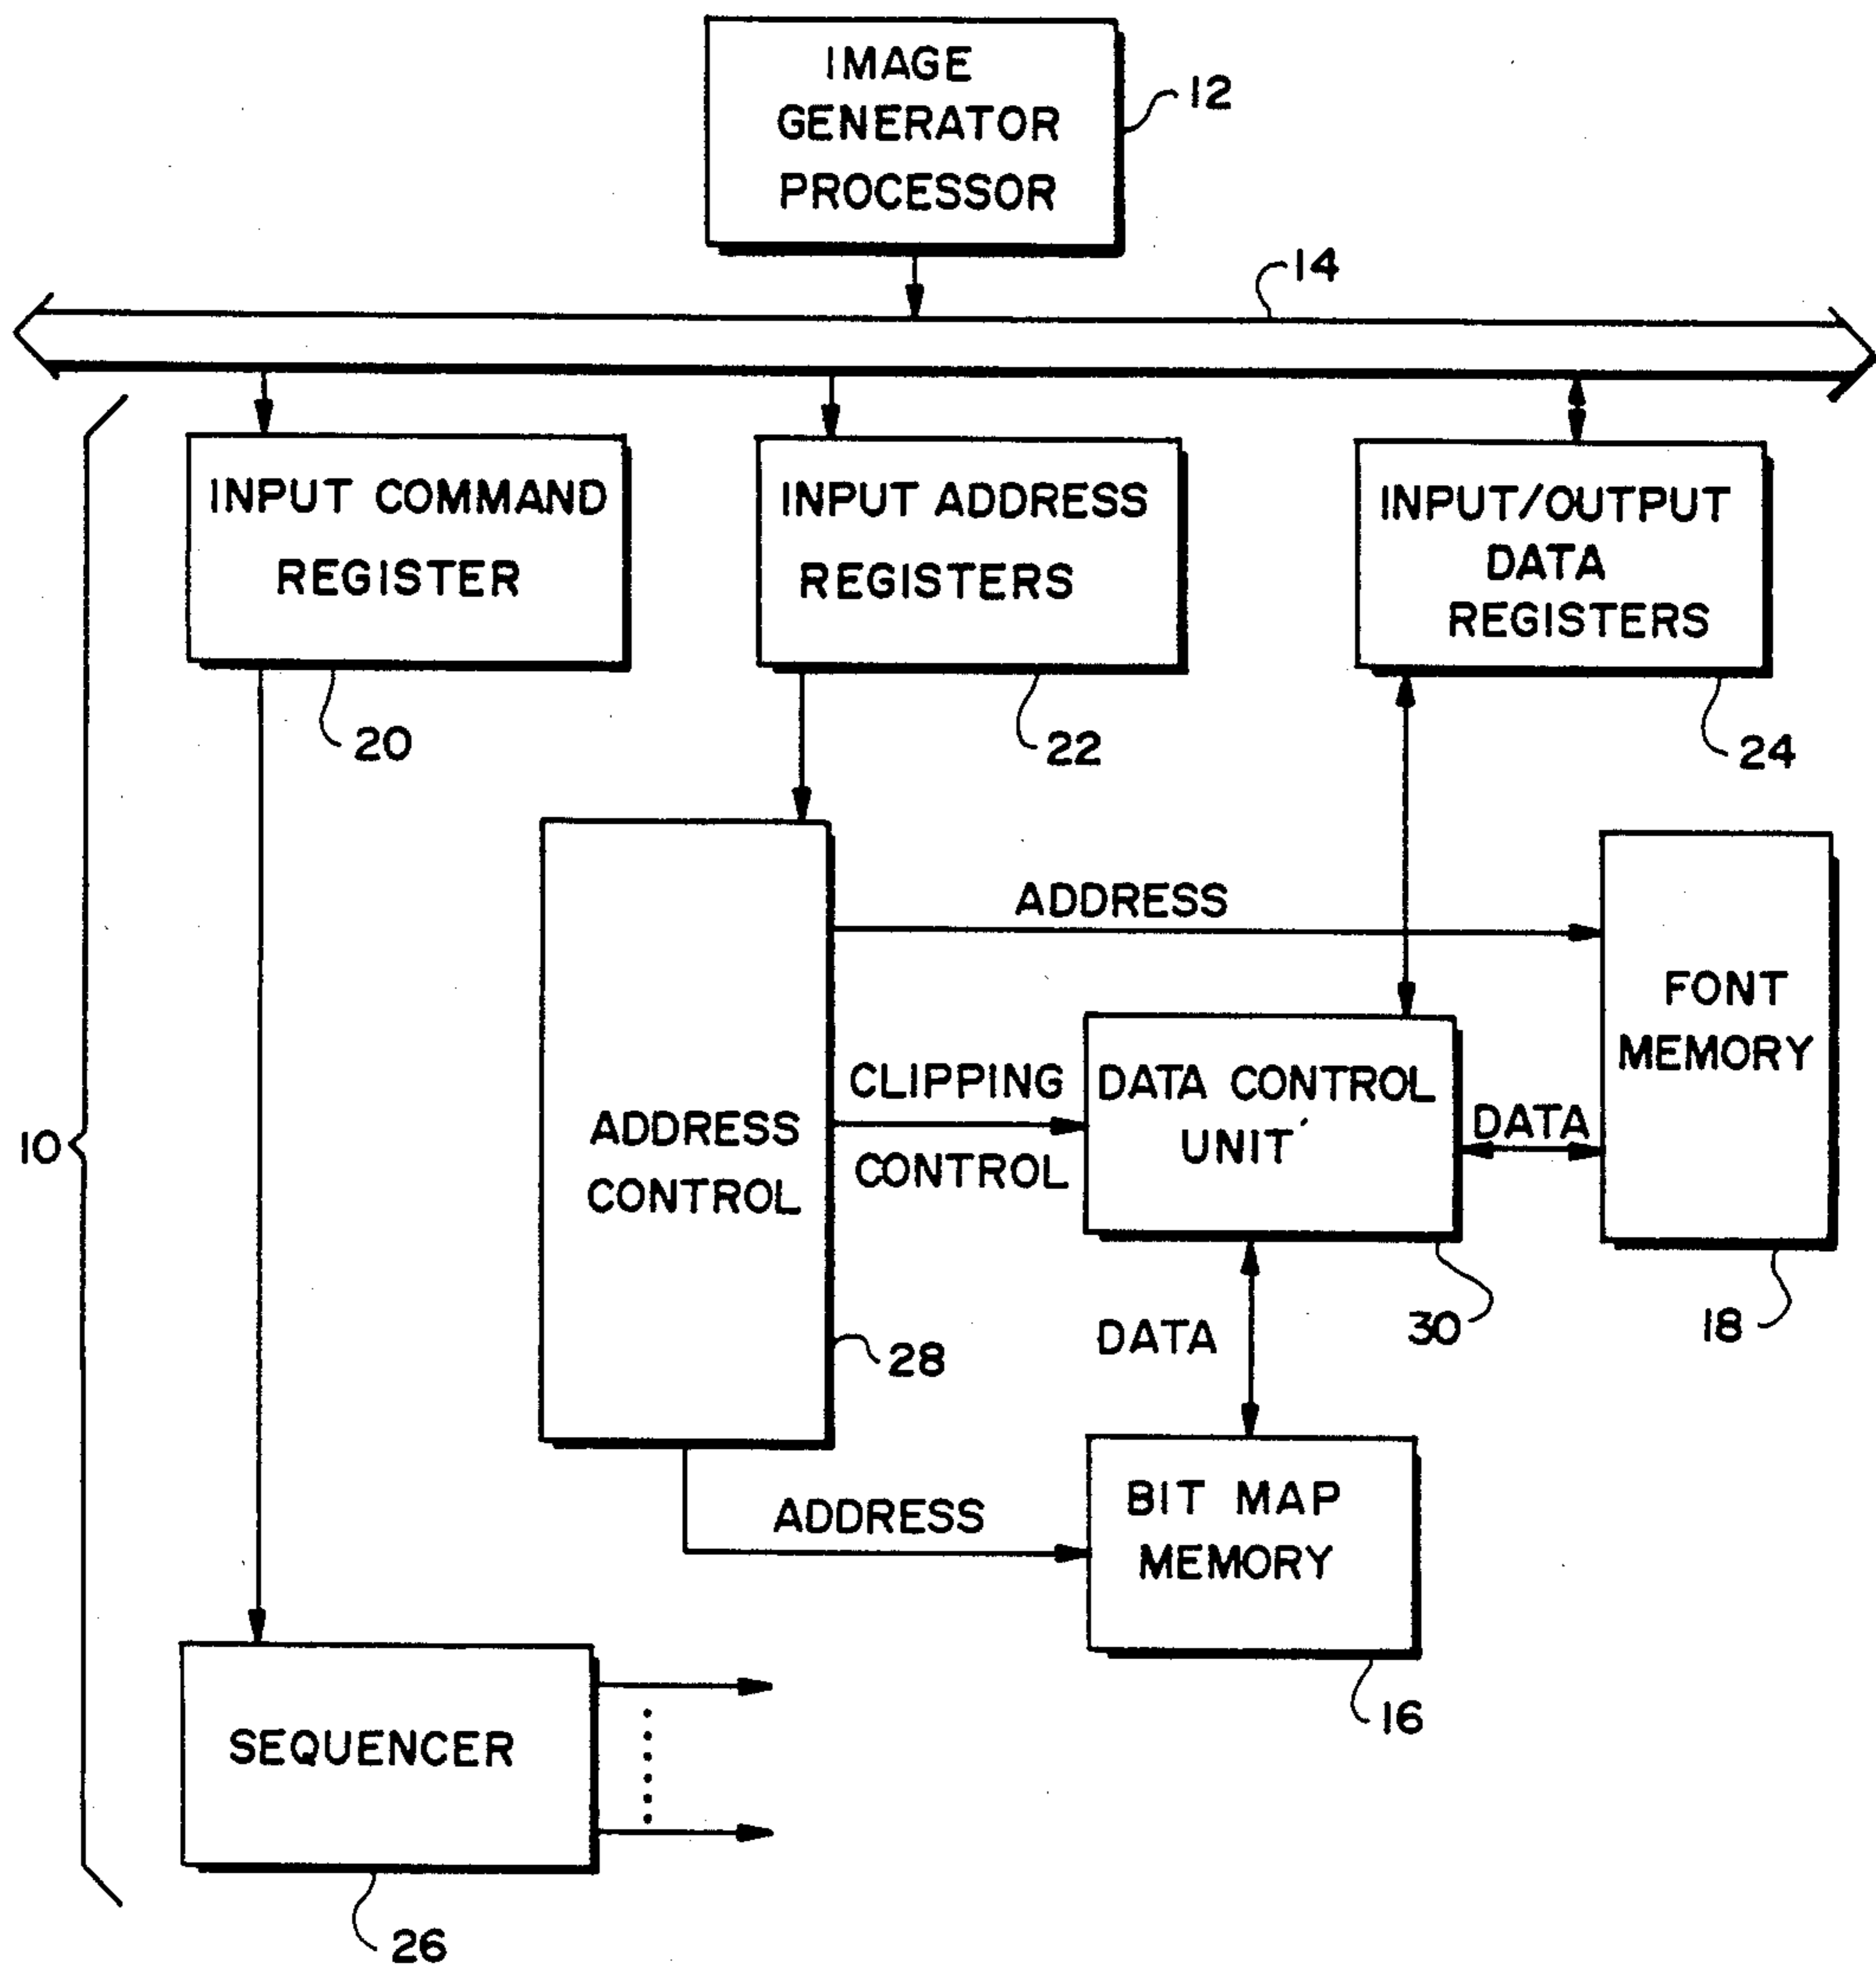 IMAGE
GENERATOR
PROCESSOR
12
14
INPUT COMMAND
REGISTER
20
INPUT ADDRESS
REGISTERS
22
INPUT/OUTPUT
DATA
REGISTERS
24
10
ADDRESS
CONTROL
28
ADDRESS
FONT
MEMORY
18
CLIPPING
CONTROL
DATA CONTROL
UNIT
30
DATA
DATA
ADDRESS
BIT MAP
MEMORY
16
SEQUENCER
26